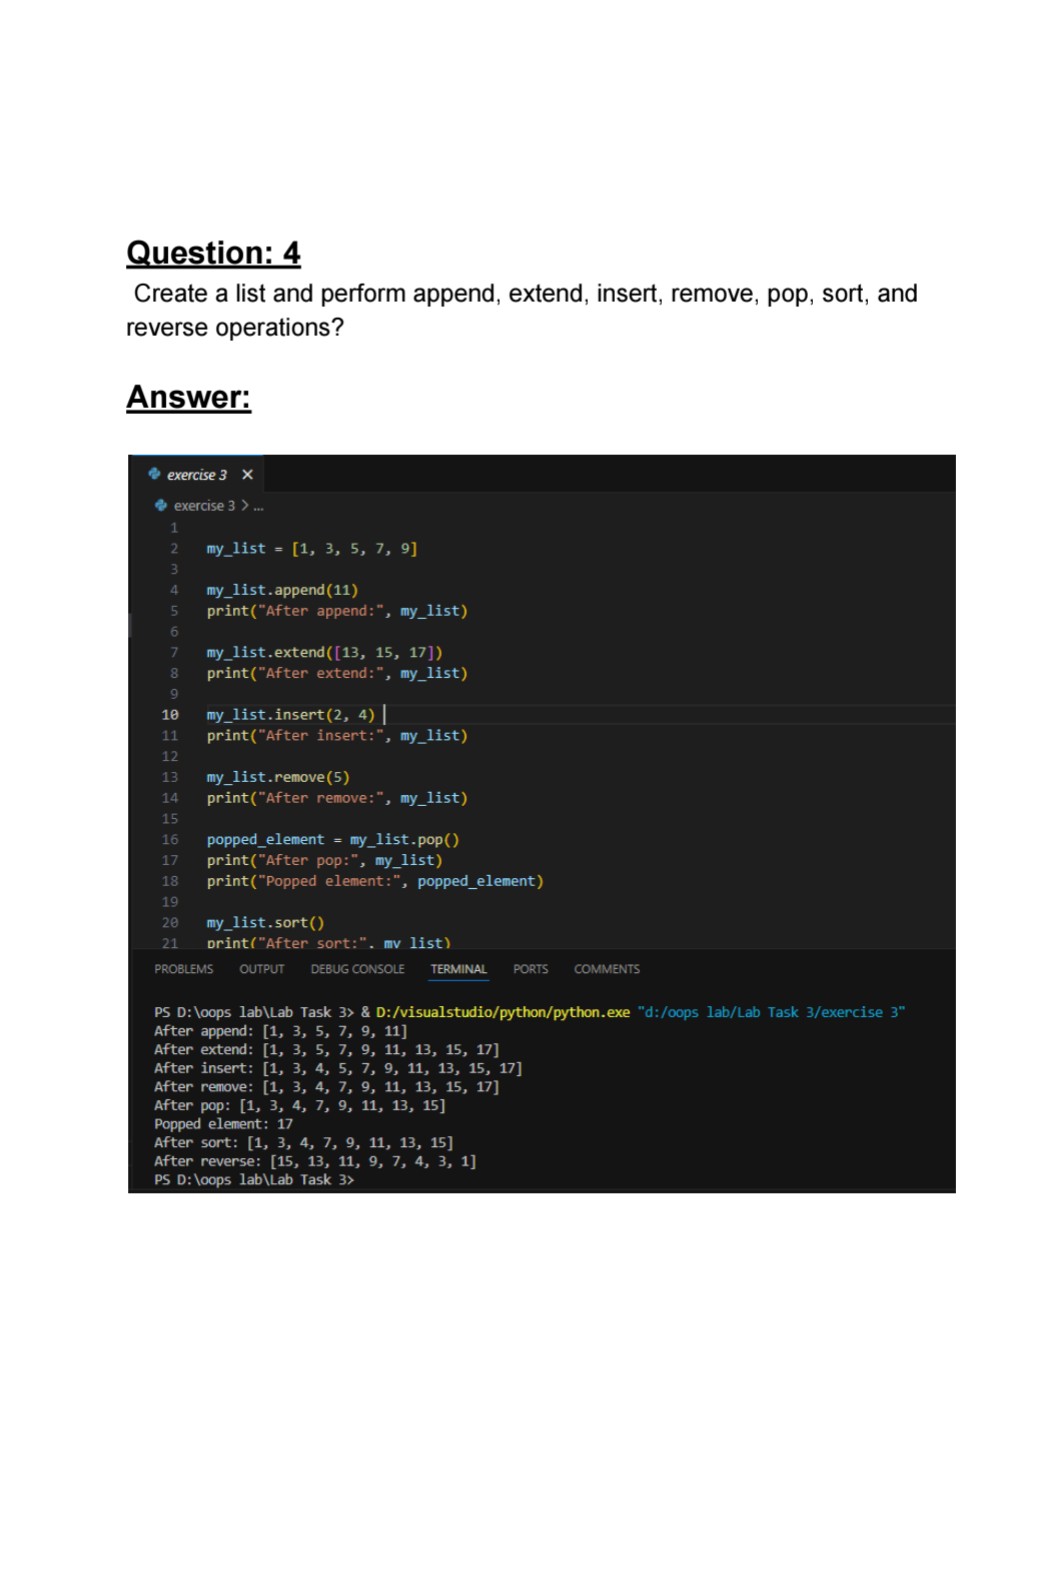 Question: 4
Create a list and perform append, extend, insert, remove, pop, sort, and
reverse operations?
Answer:
exercise 3 ×
exercise 3 > ...
1
2 my_list = [1, 3, 5, 7, 9]
3
4 my_list.append(11)
5 print("After append:", my_list)
6
7 my_list.extend([13, 15, 17])
8 print("After extend:", my_list)
9
10 my_list.insert(2, 4)
11 print("After insert:", my_list)
12
13 my_list.remove(5)
14 print("After remove:", my_list)
15
16 popped_element = my_list.pop()
17 print("After pop:", my_list)
18 print("Popped element:", popped_element)
19
20 my_list.sort()
21 print("After sort:", my_list)
PROBLEMS OUTPUT DEBUG CONSOLE TERMINAL PORTS COMMENTS
PS D:\oops lab\Lab Task 3> & D:/visualstudio/python/python.exe "d:/oops lab/Lab Task 3/exercise 3"
After append: [1, 3, 5, 7, 9, 11]
After extend: [1, 3, 5, 7, 9, 11, 13, 15, 17]
After insert: [1, 3, 4, 5, 7, 9, 11, 13, 15, 17]
After remove: [1, 3, 4, 7, 9, 11, 13, 15, 17]
After pop: [1, 3, 4, 7, 9, 11, 13, 15]
Popped element: 17
After sort: [1, 3, 4, 7, 9, 11, 13, 15]
After reverse: [15, 13, 11, 9, 7, 4, 3, 1]
PS D:\oops lab\Lab Task 3>